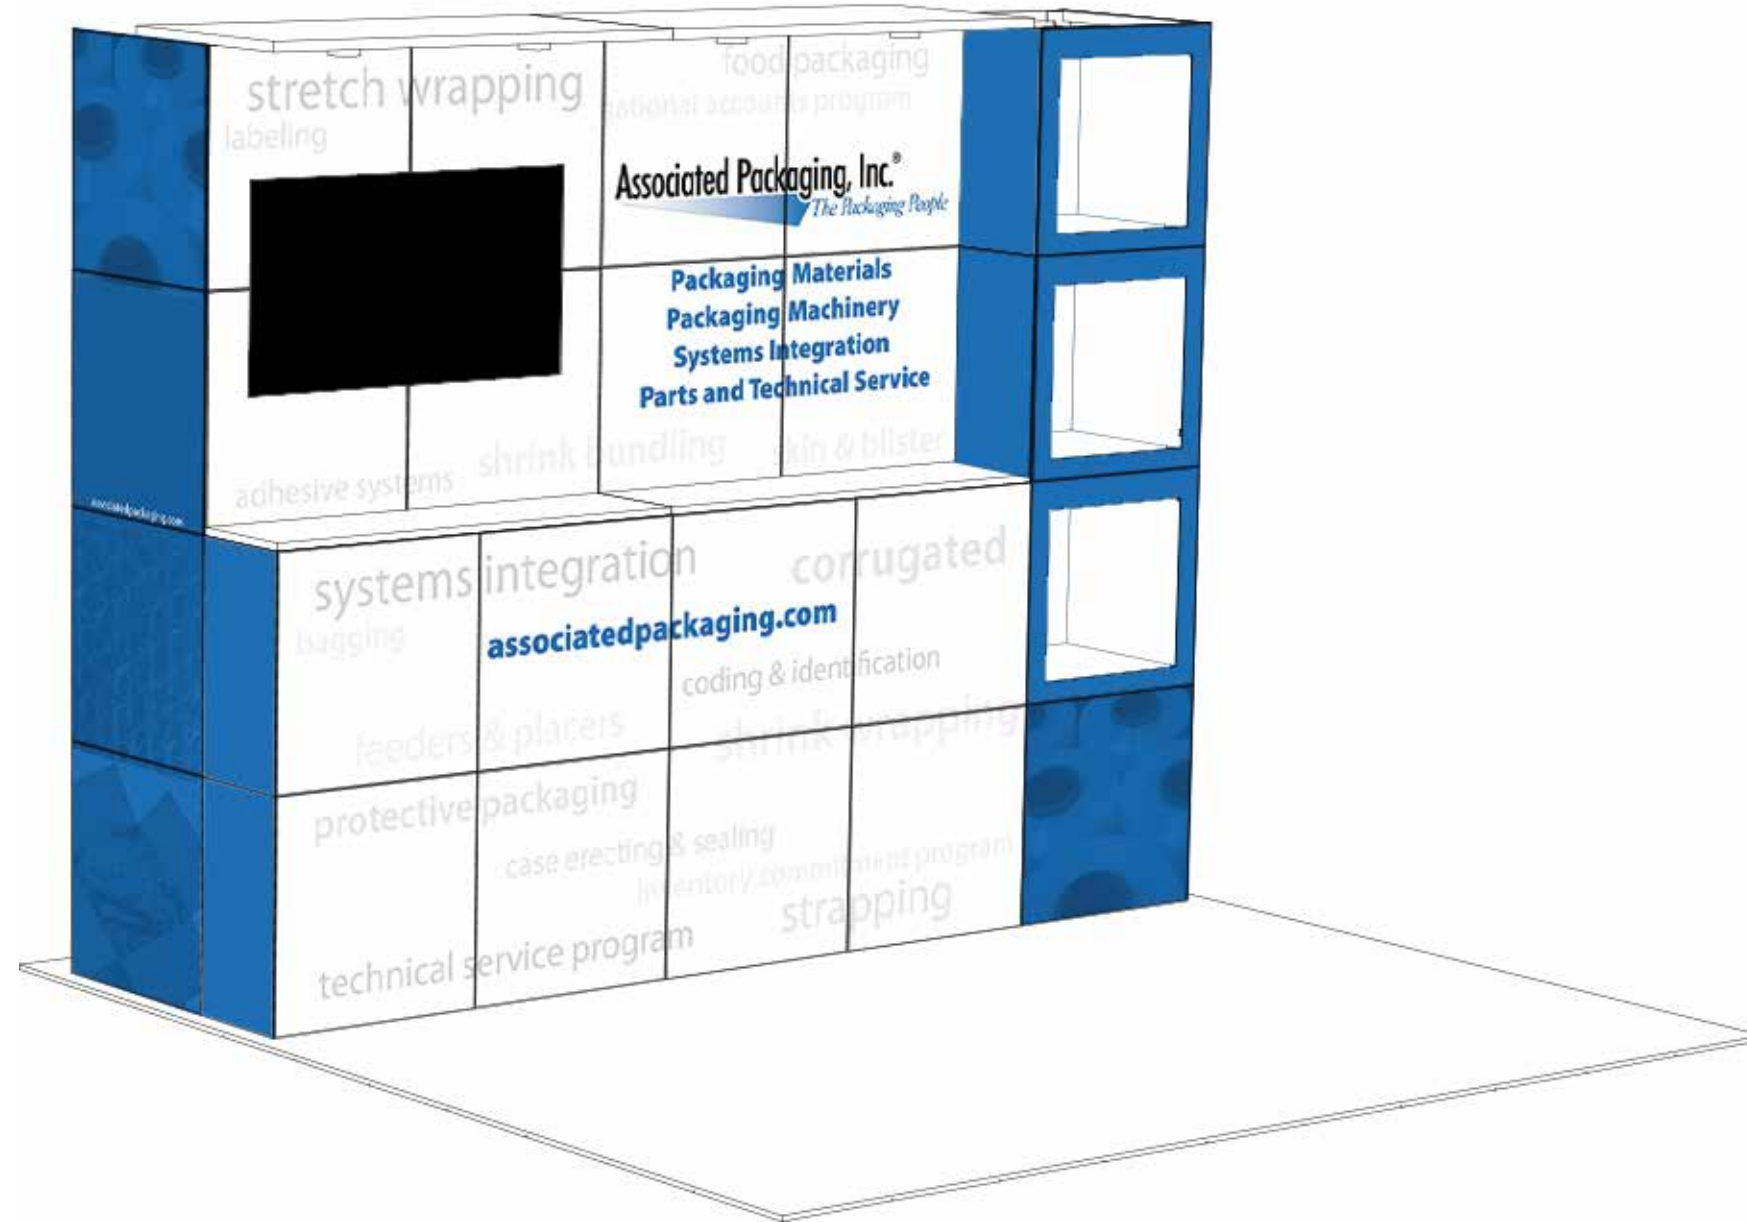 stretch wrapping
food packaging
national accounts program
labeling
Associated Packaging, Inc.®
The Packaging People
Packaging Materials
Packaging Machinery
Systems Integration
Parts and Technical Service
shrink bundling
skin & blister
adhesive systems
associatedpackaging.com
systems integration
corrugated
bagging
associatedpackaging.com
coding & identification
feeders & placers
shrink wrapping
protective packaging
case erecting & sealing
inventory commitment program
strapping
technical service program